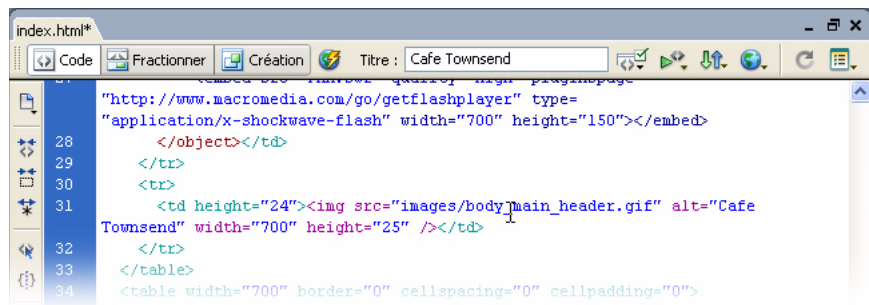 index.html*
Code Fractionner Création Titre : Cafe Townsend
"http://www.macromedia.com/go/getflashplayer" type=
"application/x-shockwave-flash" width="700" height="150"></embed>
28 </object></td>
29 </tr>
30 <tr>
31 <td height="24"><img src="images/body_main_header.gif" alt="Cafe
Townsend" width="700" height="25" /></td>
32 </tr>
33 </table>
34 <table width="700" border="0" cellspacing="0" cellpadding="0">